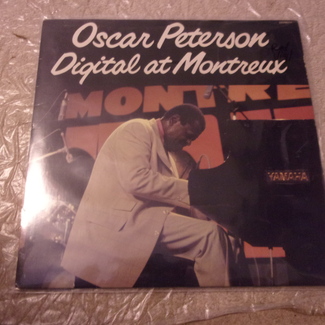 Oscar Peterson
Digital at Montreux
MONTRE
YAMAHA